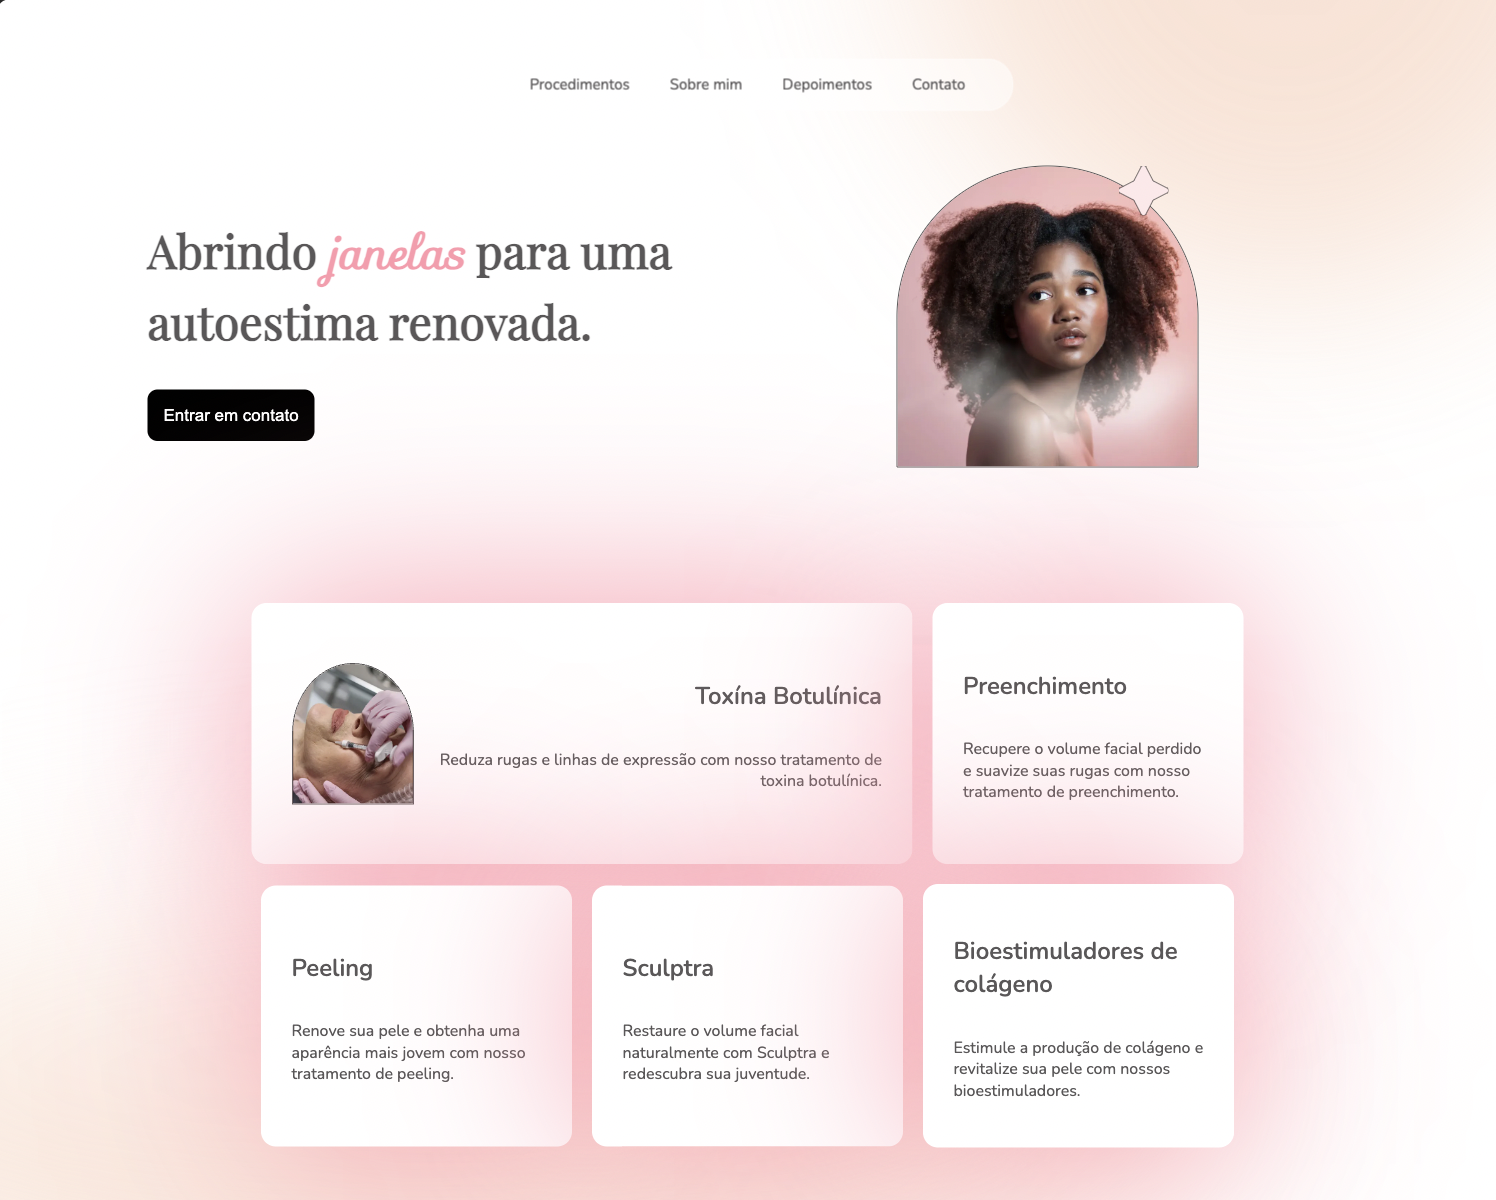 Procedimentos Sobre mim Depoimentos Contato
Abrindo janelas para uma
autoestima renovada.
Entrar em contato
Toxína Botulínica
Reduza rugas e linhas de expressão com nosso tratamento de
toxina botulínica.
Preenchimento
Recupere o volume facial perdido
e suavize suas rugas com nosso
tratamento de preenchimento.
Peeling
Renove sua pele e obtenha uma
aparência mais jovem com nosso
tratamento de peeling.
Sculptra
Restaure o volume facial
naturalmente com Sculptra e
redescubra sua juventude.
Bioestimuladores de
colágeno
Estimule a produção de colágeno e
revitalize sua pele com nossos
bioestimuladores.